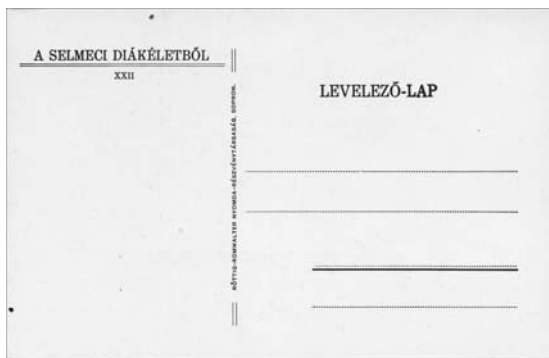 A SELMECI DIÁKÉLETBŐL
XXII
RÖTTIG-ROMWALTER NYOMDA-RÉSZVÉNYTÁRSASÁG, SOPRON.
LEVELEZŐ-LAP